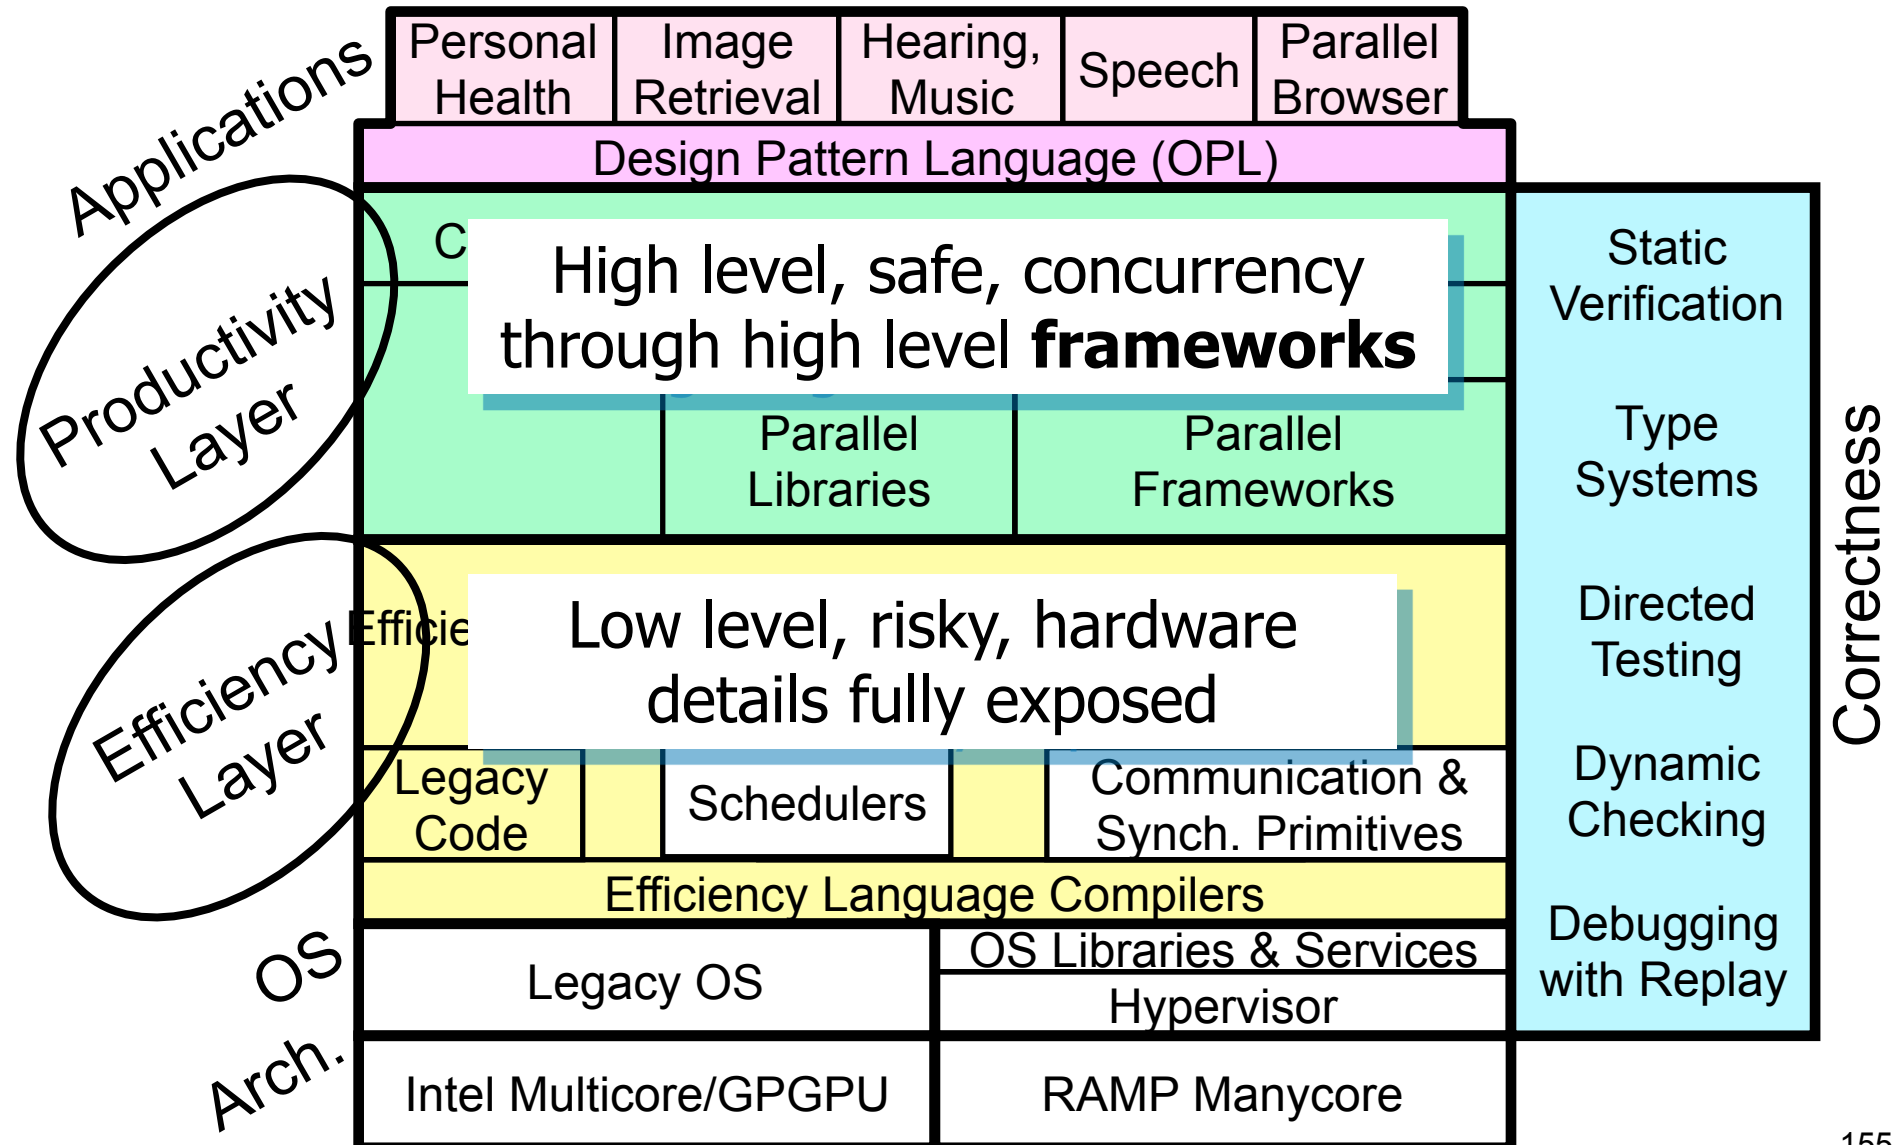 Applications
Personal
Health
Image
Retrieval
Hearing,
Music
Speech
Parallel
Browser
Design Pattern Language (OPL)
Productivity
Layer
High level, safe, concurrency
through high level frameworks
Parallel
Libraries
Parallel
Frameworks
Efficiency
Layer
Low level, risky, hardware
details fully exposed
Legacy
Code
Schedulers
Communication &
Synch. Primitives
Efficiency Language Compilers
OS
Legacy OS
OS Libraries & Services
Hypervisor
Arch.
Intel Multicore/GPGPU
RAMP Manycore
Static
Verification
Type
Systems
Directed
Testing
Dynamic
Checking
Debugging
with Replay
Correctness
155